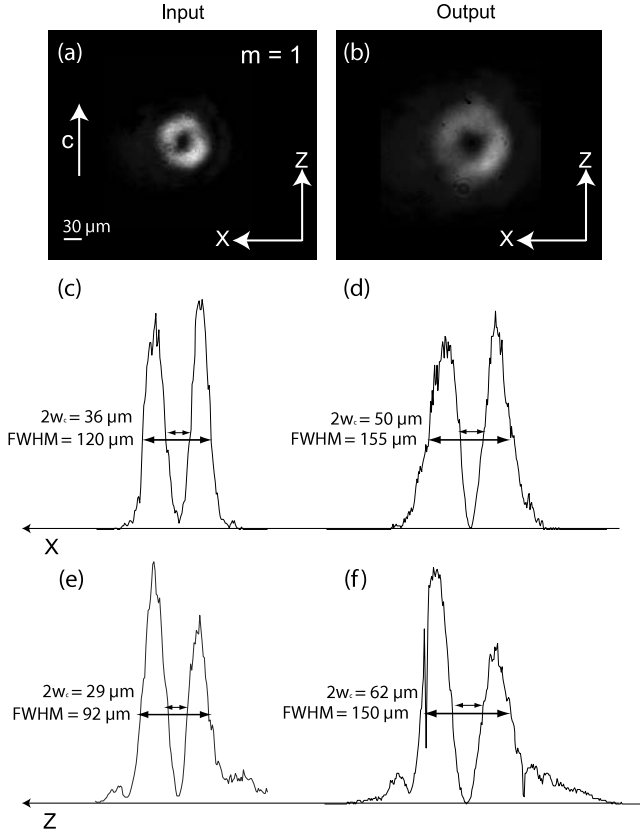 Input
Output
(a)
m = 1
(b)
c
Z
Z
30 µm
X
X
(c)
(d)
2wc = 36 µm
FWHM = 120 µm
2wc = 50 µm
FWHM = 155 µm
X
(e)
(f)
2wc = 29 µm
FWHM = 92 µm
2wc = 62 µm
FWHM = 150 µm
Z